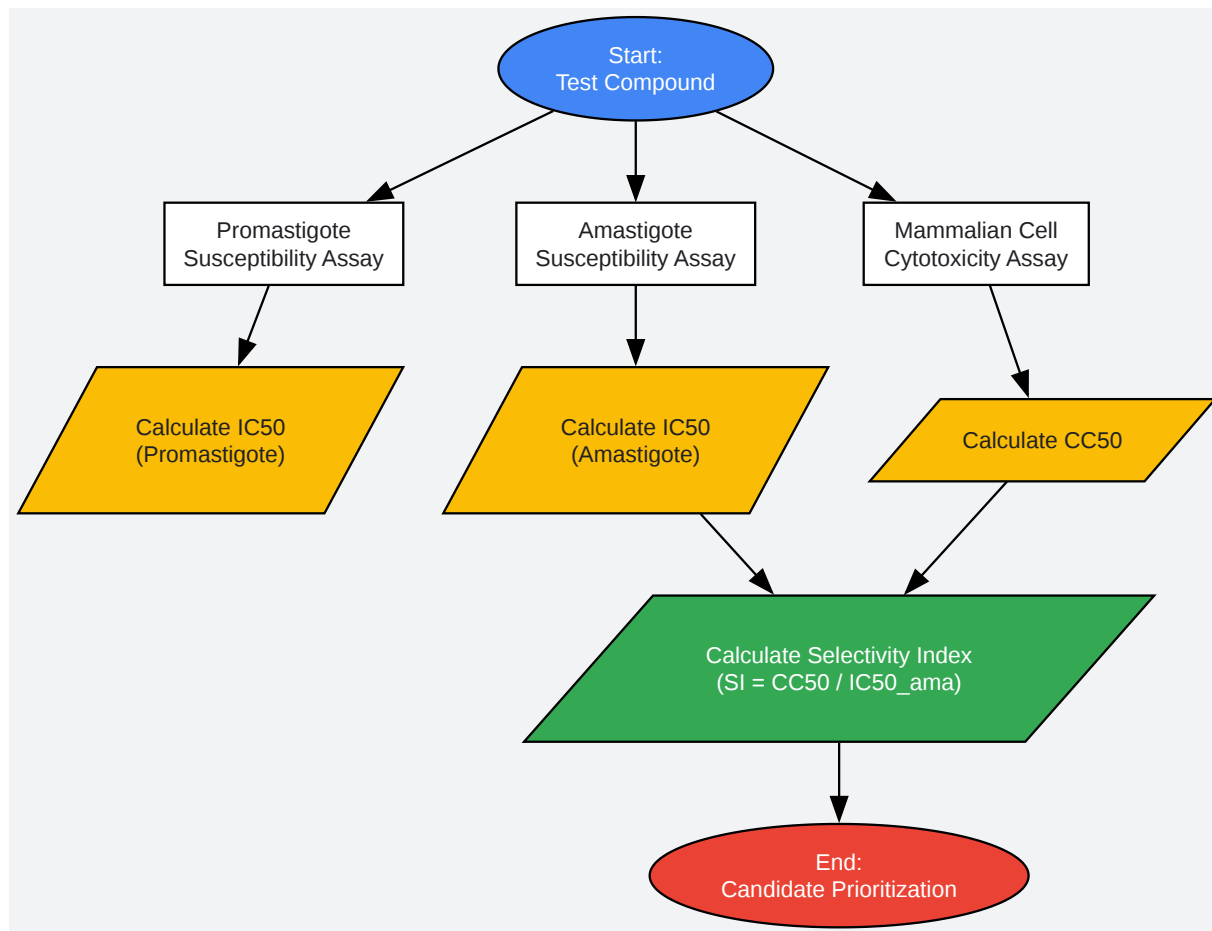 Start:
Test Compound
Promastigote
Susceptibility Assay
Amastigote
Susceptibility Assay
Mammalian Cell
Cytotoxicity Assay
Calculate IC50
(Promastigote)
Calculate IC50
(Amastigote)
Calculate CC50
Calculate Selectivity Index
(SI = CC50 / IC50_ama)
End:
Candidate Prioritization